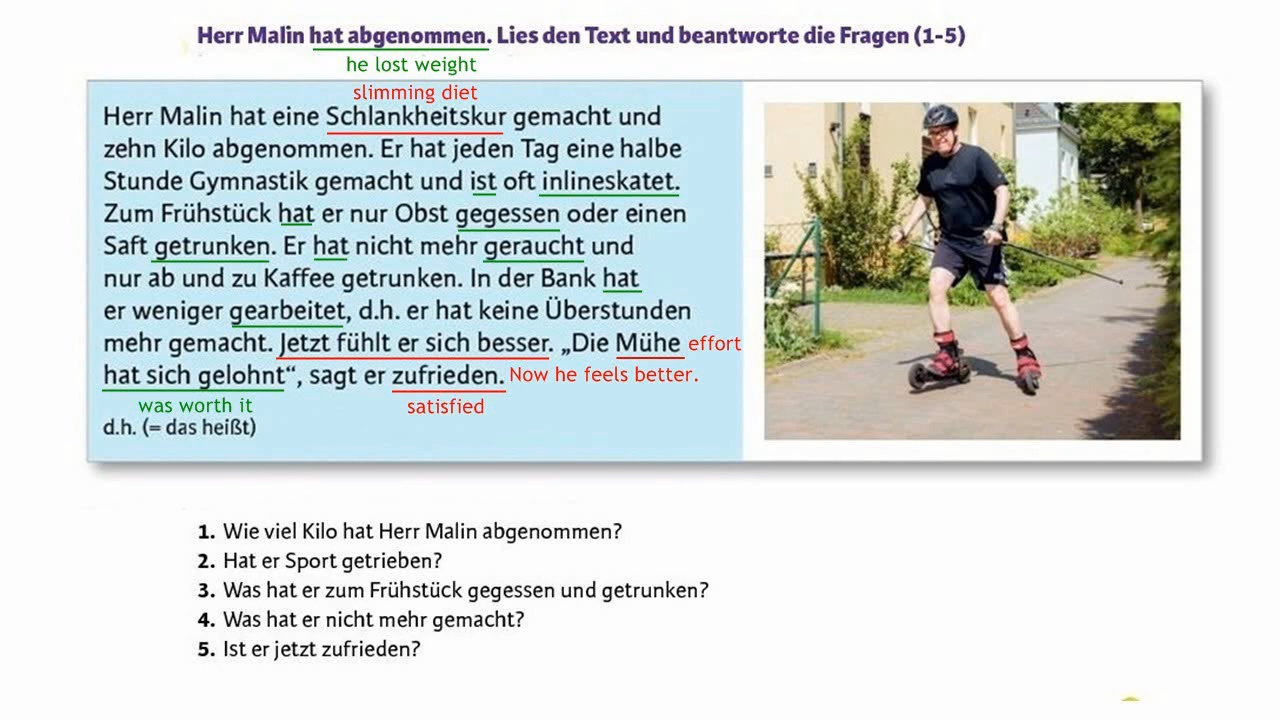 Herr Malin hat abgenommen. Lies den Text und beantworte die Fragen (1-5)
he lost weight
slimming diet
Herr Malin hat eine Schlankheitskur gemacht und
zehn Kilo abgenommen. Er hat jeden Tag eine halbe
Stunde Gymnastik gemacht und ist oft inlineskatet.
Zum Frühstück hat er nur Obst gegessen oder einen
Saft getrunken. Er hat nicht mehr geraucht und
nur ab und zu Kaffee getrunken. In der Bank hat
er weniger gearbeitet, d.h. er hat keine Überstunden
mehr gemacht. Jetzt fühlt er sich besser. „Die Mühe effort
hat sich gelohnt“, sagt er zufrieden. Now he feels better.
was worth it satisfied
d.h. (= das heißt)
1. Wie viel Kilo hat Herr Malin abgenommen?
2. Hat er Sport getrieben?
3. Was hat er zum Frühstück gegessen und getrunken?
4. Was hat er nicht mehr gemacht?
5. Ist er jetzt zufrieden?